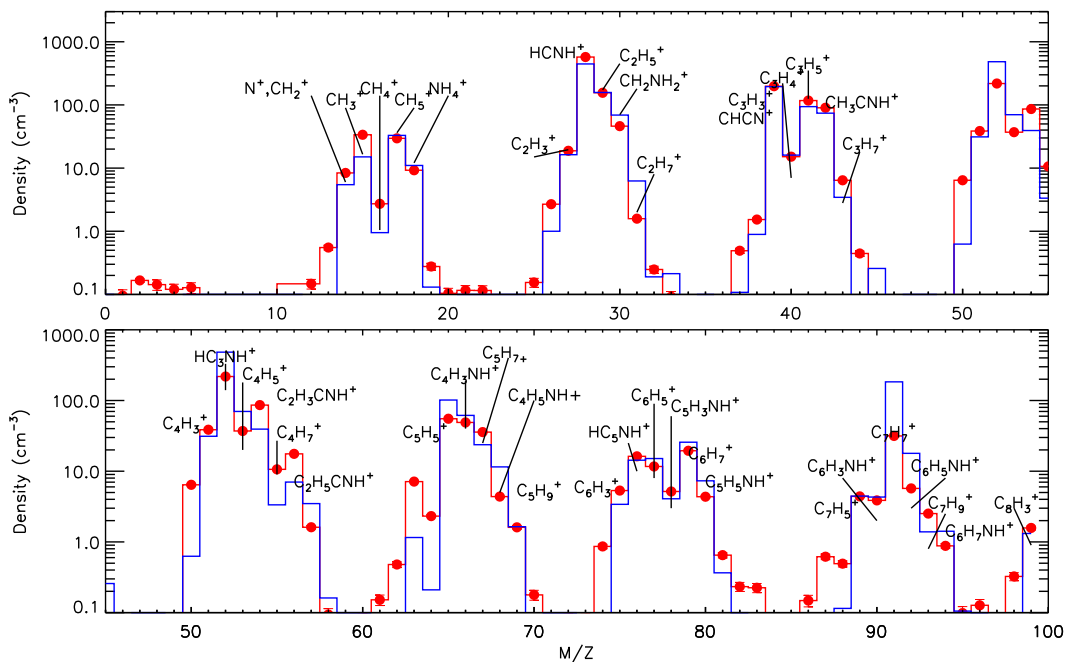 1000.0
100.0
10.0
1.0
0.1
Density (cm⁻³)
HCNH⁺
C₂H₅⁺
CH₂NH₂⁺
N⁺,CH₂⁺
CH₃⁺
CH₄⁺
CH₅⁺
NH₄⁺
C₂H₃⁺
C₂H₇⁺
C₃H₅⁺
C₃H₄⁺
C₃H₃⁺
CHCN⁺
CH₃CNH⁺
C₃H₇⁺
0 10 20 30 40 50
1000.0
100.0
10.0
1.0
0.1
Density (cm⁻³)
HC₃NH⁺
C₄H₅⁺
C₂H₃CNH⁺
C₄H₃⁺
C₄H₇⁺
C₂H₅CNH⁺
C₅H₇+
C₄H₃NH⁺
C₄H₅NH+
C₅H₅⁺
C₅H₉⁺
C₆H₅⁺
C₅H₃NH⁺
HC₅NH⁺
C₆H₇⁺
C₆H₃⁺
C₅H₅NH⁺
C₇H₇⁺
C₆H₃NH⁺
C₆H₅NH⁺
C₇H₅⁺
C₇H₉⁺
C₈H₃⁺
C₆H₇NH⁺
50 60 70 80 90 100
M/Z